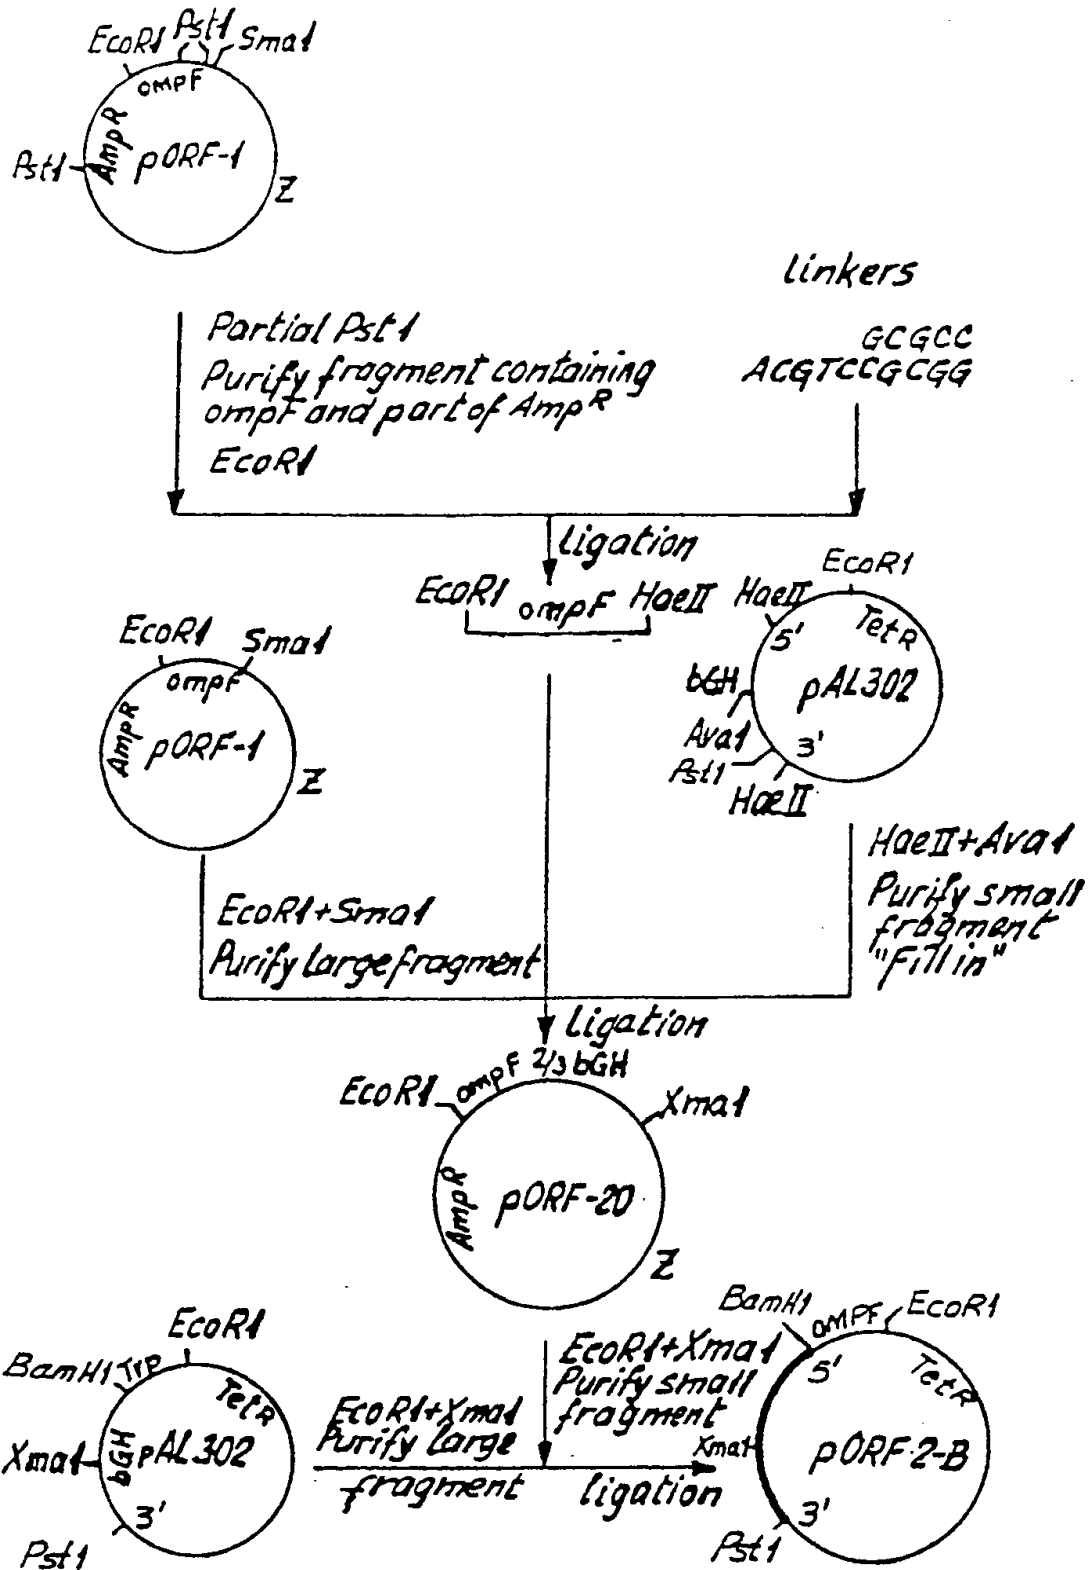 EcoR1 Pst1 Sma1
ompF
AmpR
Pst1
pORF-1
Z
linkers
GCGCC
ACGTCCGCGG
Partial Pst1
Purify fragment containing
ompF and part of AmpR
EcoR1
ligation
EcoR1 ompF HaeII
EcoR1 Sma1
ompF
AmpR
pORF-1
Z
EcoR1
HaeII
5'
TetR
bGH
pAL302
Ava1
Pst1
3'
HaeII
EcoR1+Sma1
Purify large fragment
HaeII+Ava1
Purify small
fragment
"Fill in"
ligation
EcoR1 ompF 2/3 bGH
Xma1
AmpR
pORF-20
Z
EcoR1+Xma1
Purify small
fragment
EcoR1
BamH1 Trp
TetR
Xma1
bGH
pAL302
3'
Pst1
EcoR1+Xma1
Purify large
fragment
ligation
BamH1
ompF
EcoR1
5'
TetR
Xma1
pORF-2-B
3'
Pst1